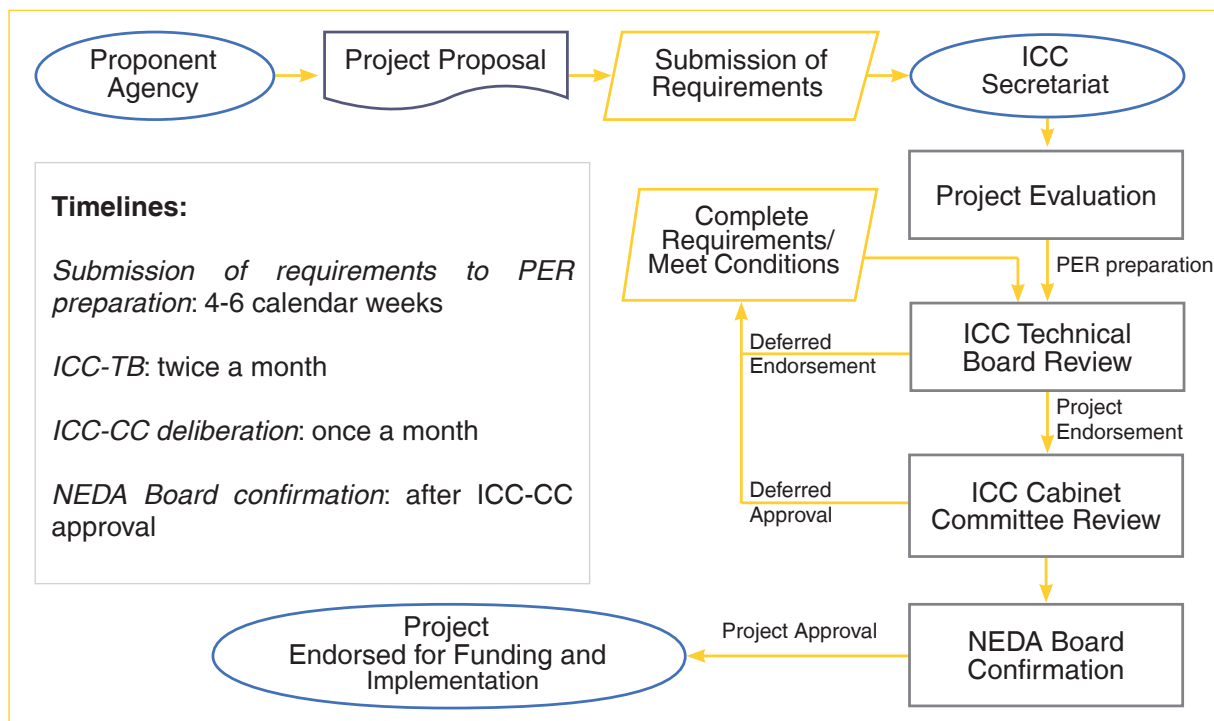 Proponent
Agency
Project Proposal
Submission of
Requirements
ICC
Secretariat
Timelines:
Submission of requirements to PER
preparation: 4-6 calendar weeks
ICC-TB: twice a month
ICC-CC deliberation: once a month
NEDA Board confirmation: after ICC-CC
approval
Project Evaluation
PER preparation
Complete
Requirements/
Meet Conditions
ICC Technical
Board Review
Deferred
Endorsement
Project
Endorsement
ICC Cabinet
Committee Review
Deferred
Approval
NEDA Board
Confirmation
Project Approval
Project
Endorsed for Funding and
Implementation